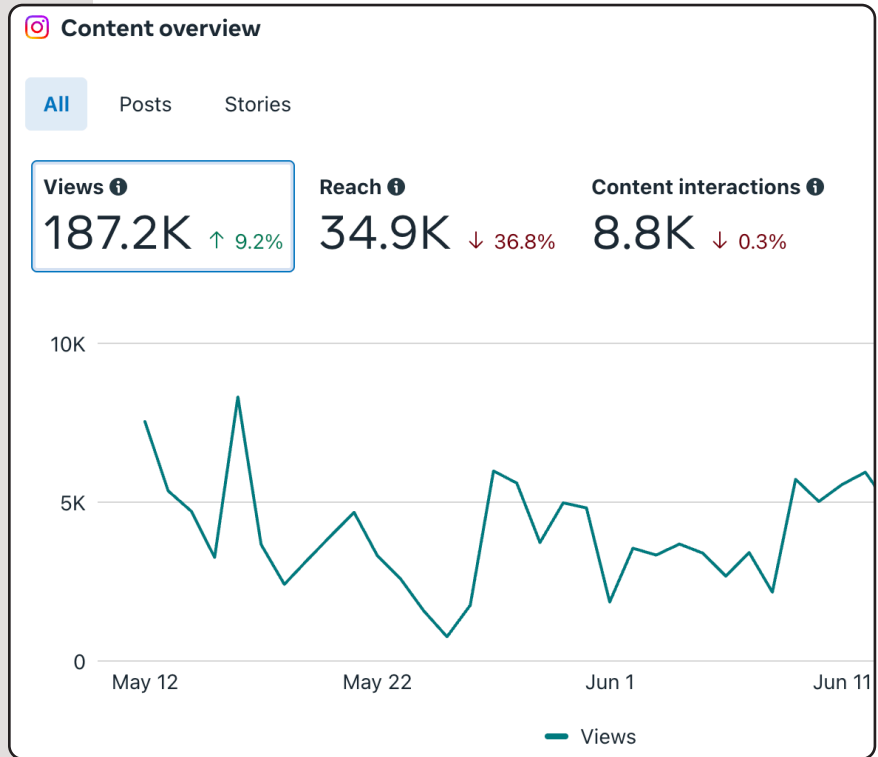 Content overview
All Posts Stories
Views Reach Content interactions
187.2K ↑ 9.2% 34.9K ↓ 36.8% 8.8K ↓ 0.3%
10K
5K
0
May 12 May 22 Jun 1 Jun 11
Views